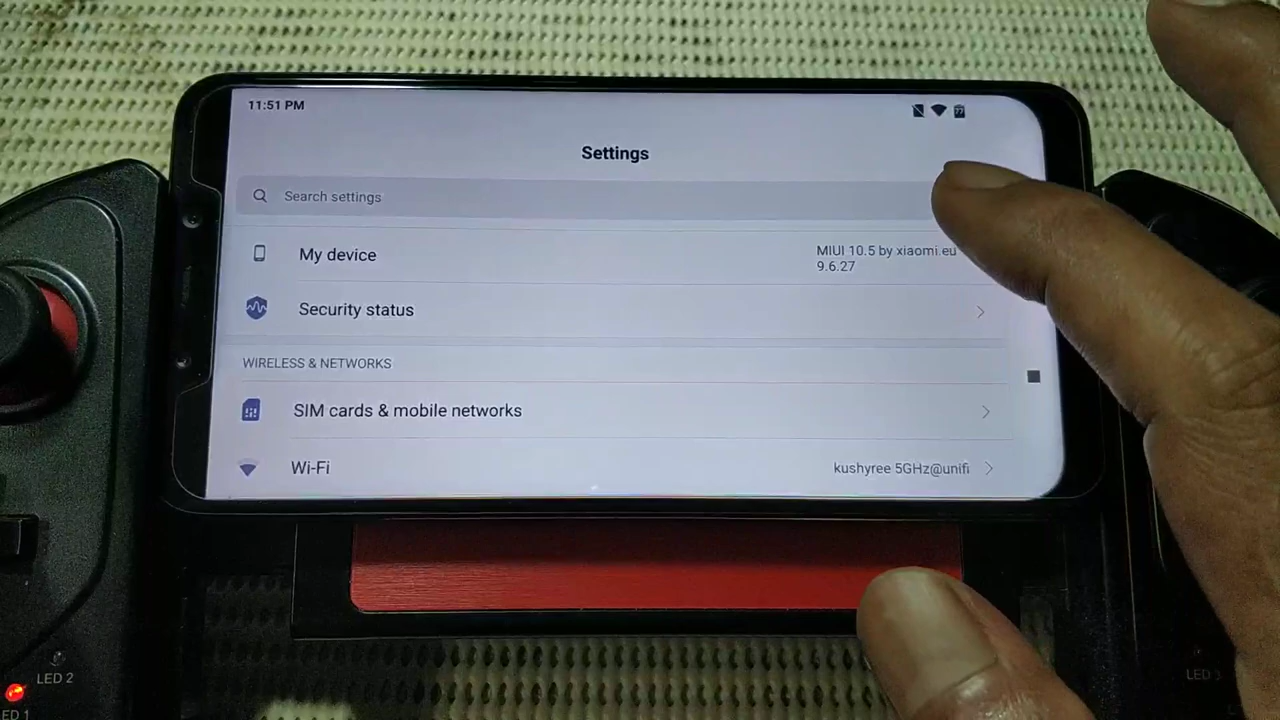 11:51 PM
Settings
Search settings
My device
MIUI 10.5 by xiaomi.eu
9.6.27
Security status
WIRELESS & NETWORKS
SIM cards & mobile networks
Wi-Fi
kushyree 5GHz@unifi
LED 2
LED
ED 1